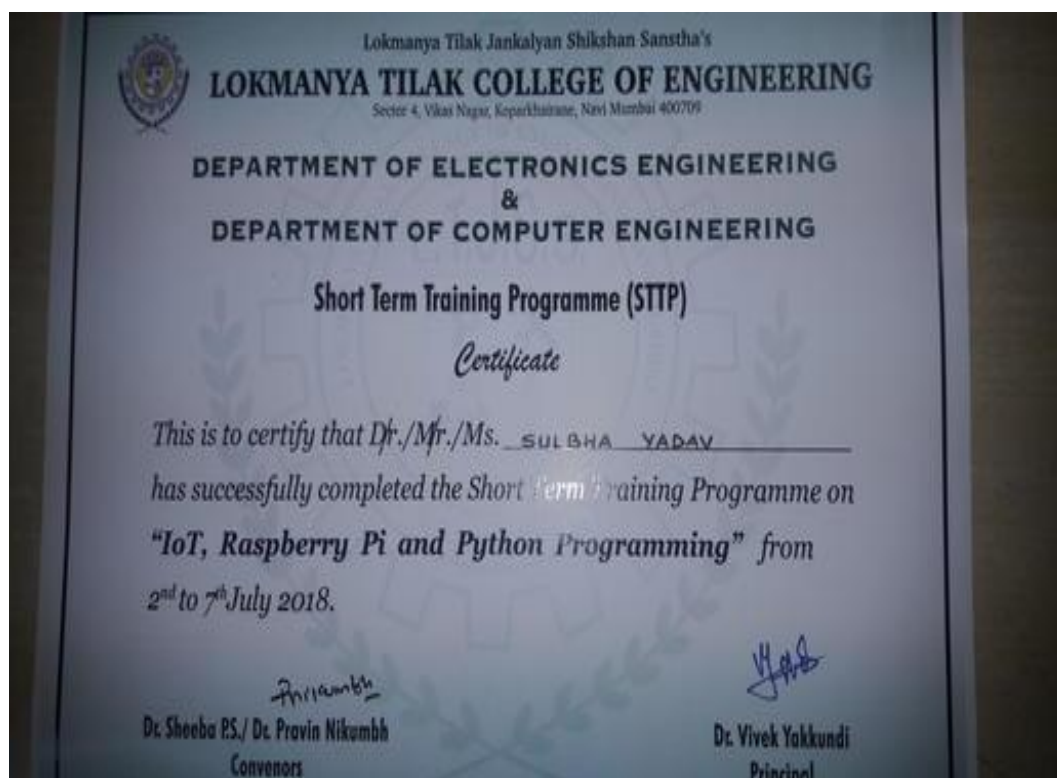 Lokmanya Tilak Jankalyan Shikshan Sanstha's
LOKMANYA TILAK COLLEGE OF ENGINEERING
Sector 4, Vikas Nagar, Koparkhairane, Navi Mumbai 400709
DEPARTMENT OF ELECTRONICS ENGINEERING
&
DEPARTMENT OF COMPUTER ENGINEERING
Short Term Training Programme (STTP)
Certificate
This is to certify that Dr./Mr./Ms. SULBHA YADAV
has successfully completed the Short Term Training Programme on
"IoT, Raspberry Pi and Python Programming" from
2nd to 7th July 2018.
Dr. Sheeba P.S./ Dr. Pravin Nikumbh
Dr. Vivek Yakkundi
Convenors
Principal